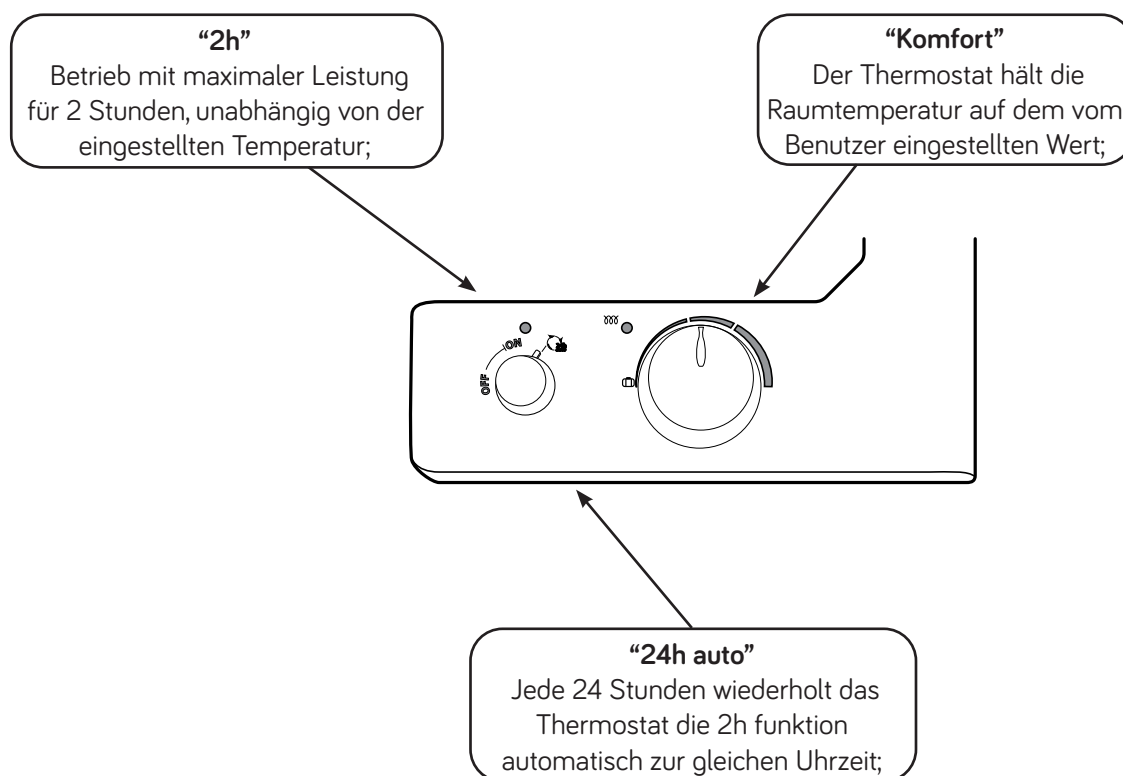 “2h”
Betrieb mit maximaler Leistung
für 2 Stunden, unabhängig von der
eingestellten Temperatur;
“Komfort”
Der Thermostat hält die
Raumtemperatur auf dem vom
Benutzer eingestellten Wert;
OFF
ON
“24h auto”
Jede 24 Stunden wiederholt das
Thermostat die 2h funktion
automatisch zur gleichen Uhrzeit;